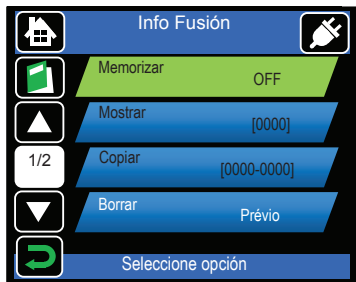 Info Fusión
Memorizar
OFF
Mostrar
[0000]
1/2
Copiar
[0000-0000]
Borrar
Prévio
Seleccione opción